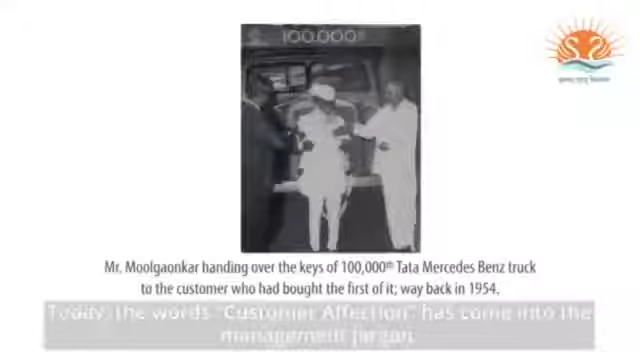 100,000th
Mr. Moolgaonkar handing over the keys of 100,000th Tata Mercedes Benz truck
to the customer who had bought the first of it; way back in 1954.
Today, the words "Customer Affection" has come into the
management jargon.